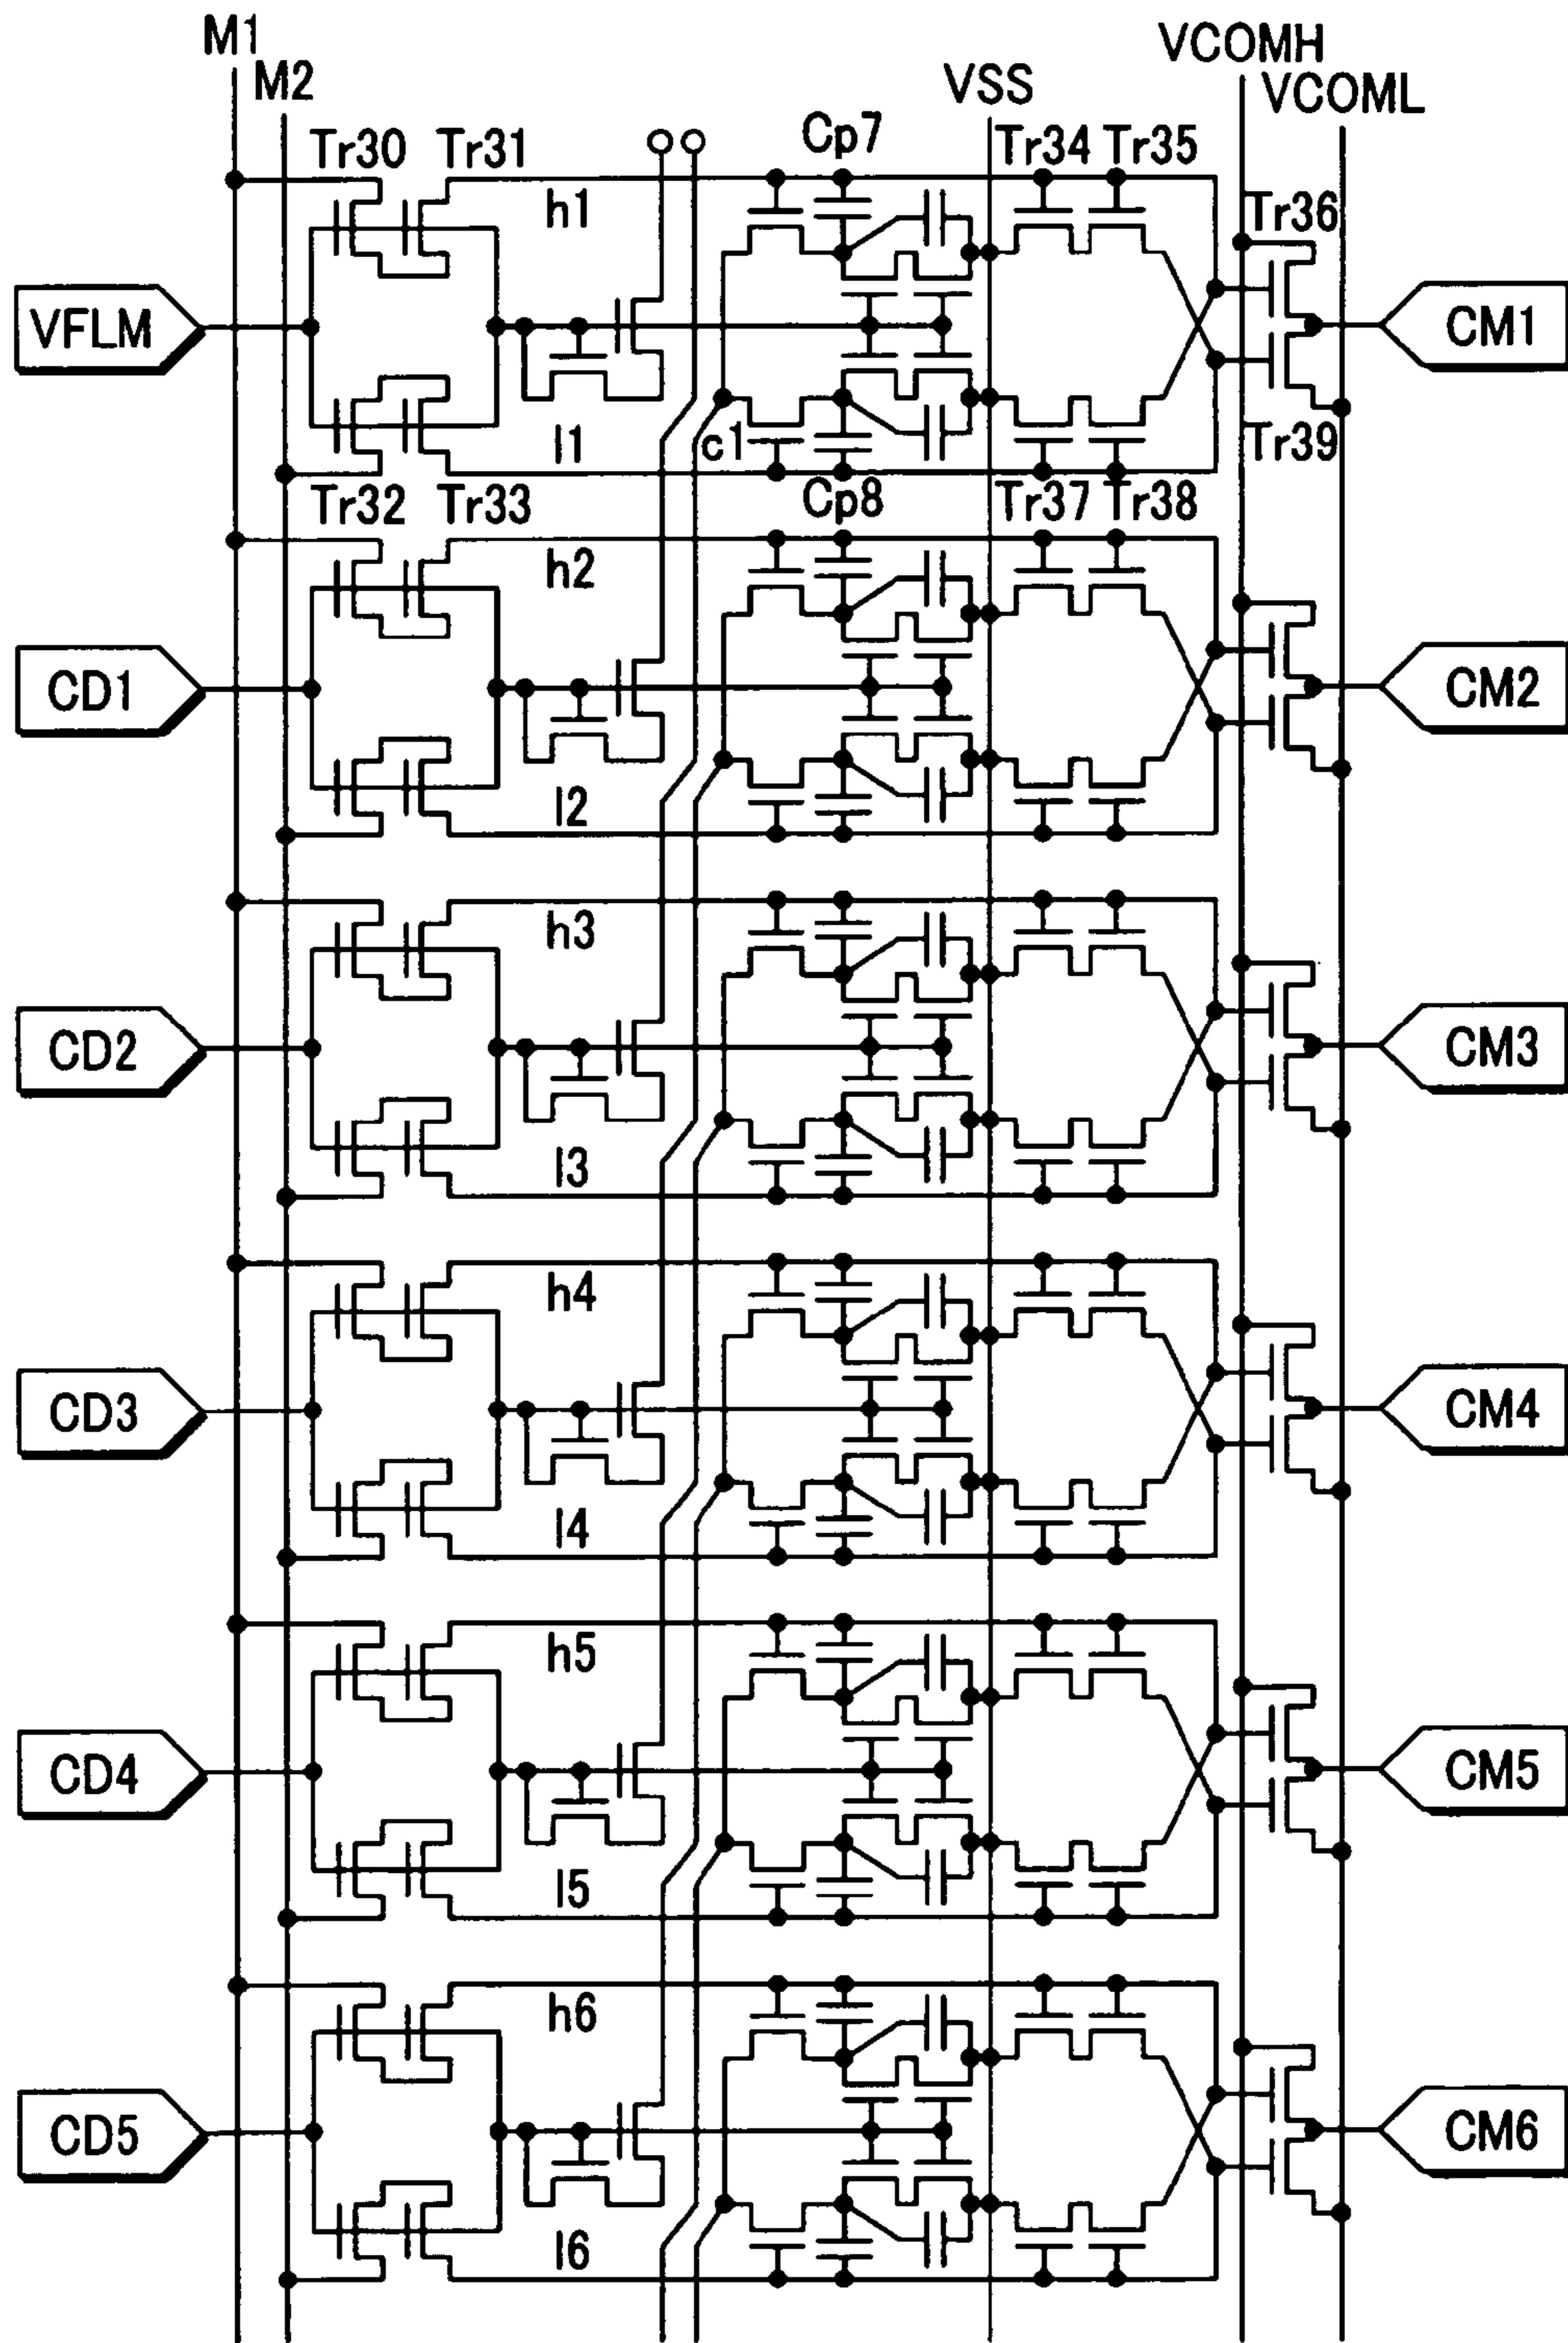 M1
M2
VSS
VCOMH
VCOML
Tr30
Tr31
Cp7
Tr34
Tr35
h1
Tr36
VFLM
CM1
l1
c1
Tr39
Tr32
Tr33
Cp8
Tr37
Tr38
h2
CD1
CM2
l2
h3
CD2
CM3
l3
h4
CD3
CM4
l4
h5
CD4
CM5
l5
h6
CD5
CM6
l6